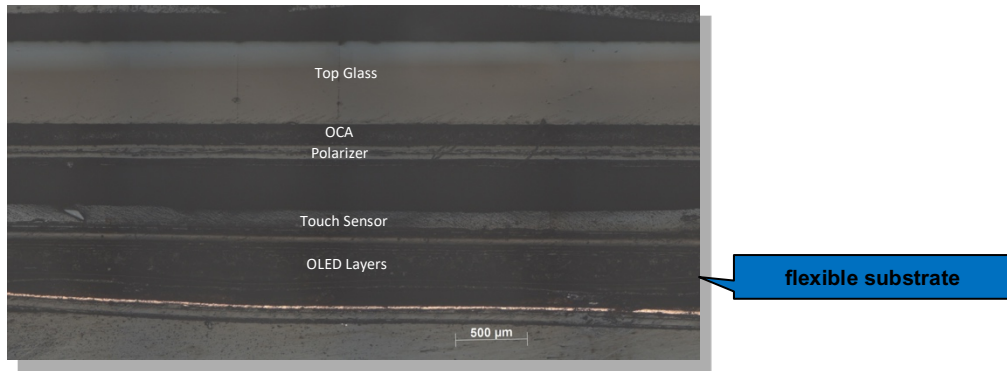 Top Glass
OCA
Polarizer
Touch Sensor
OLED Layers
flexible substrate
500 µm